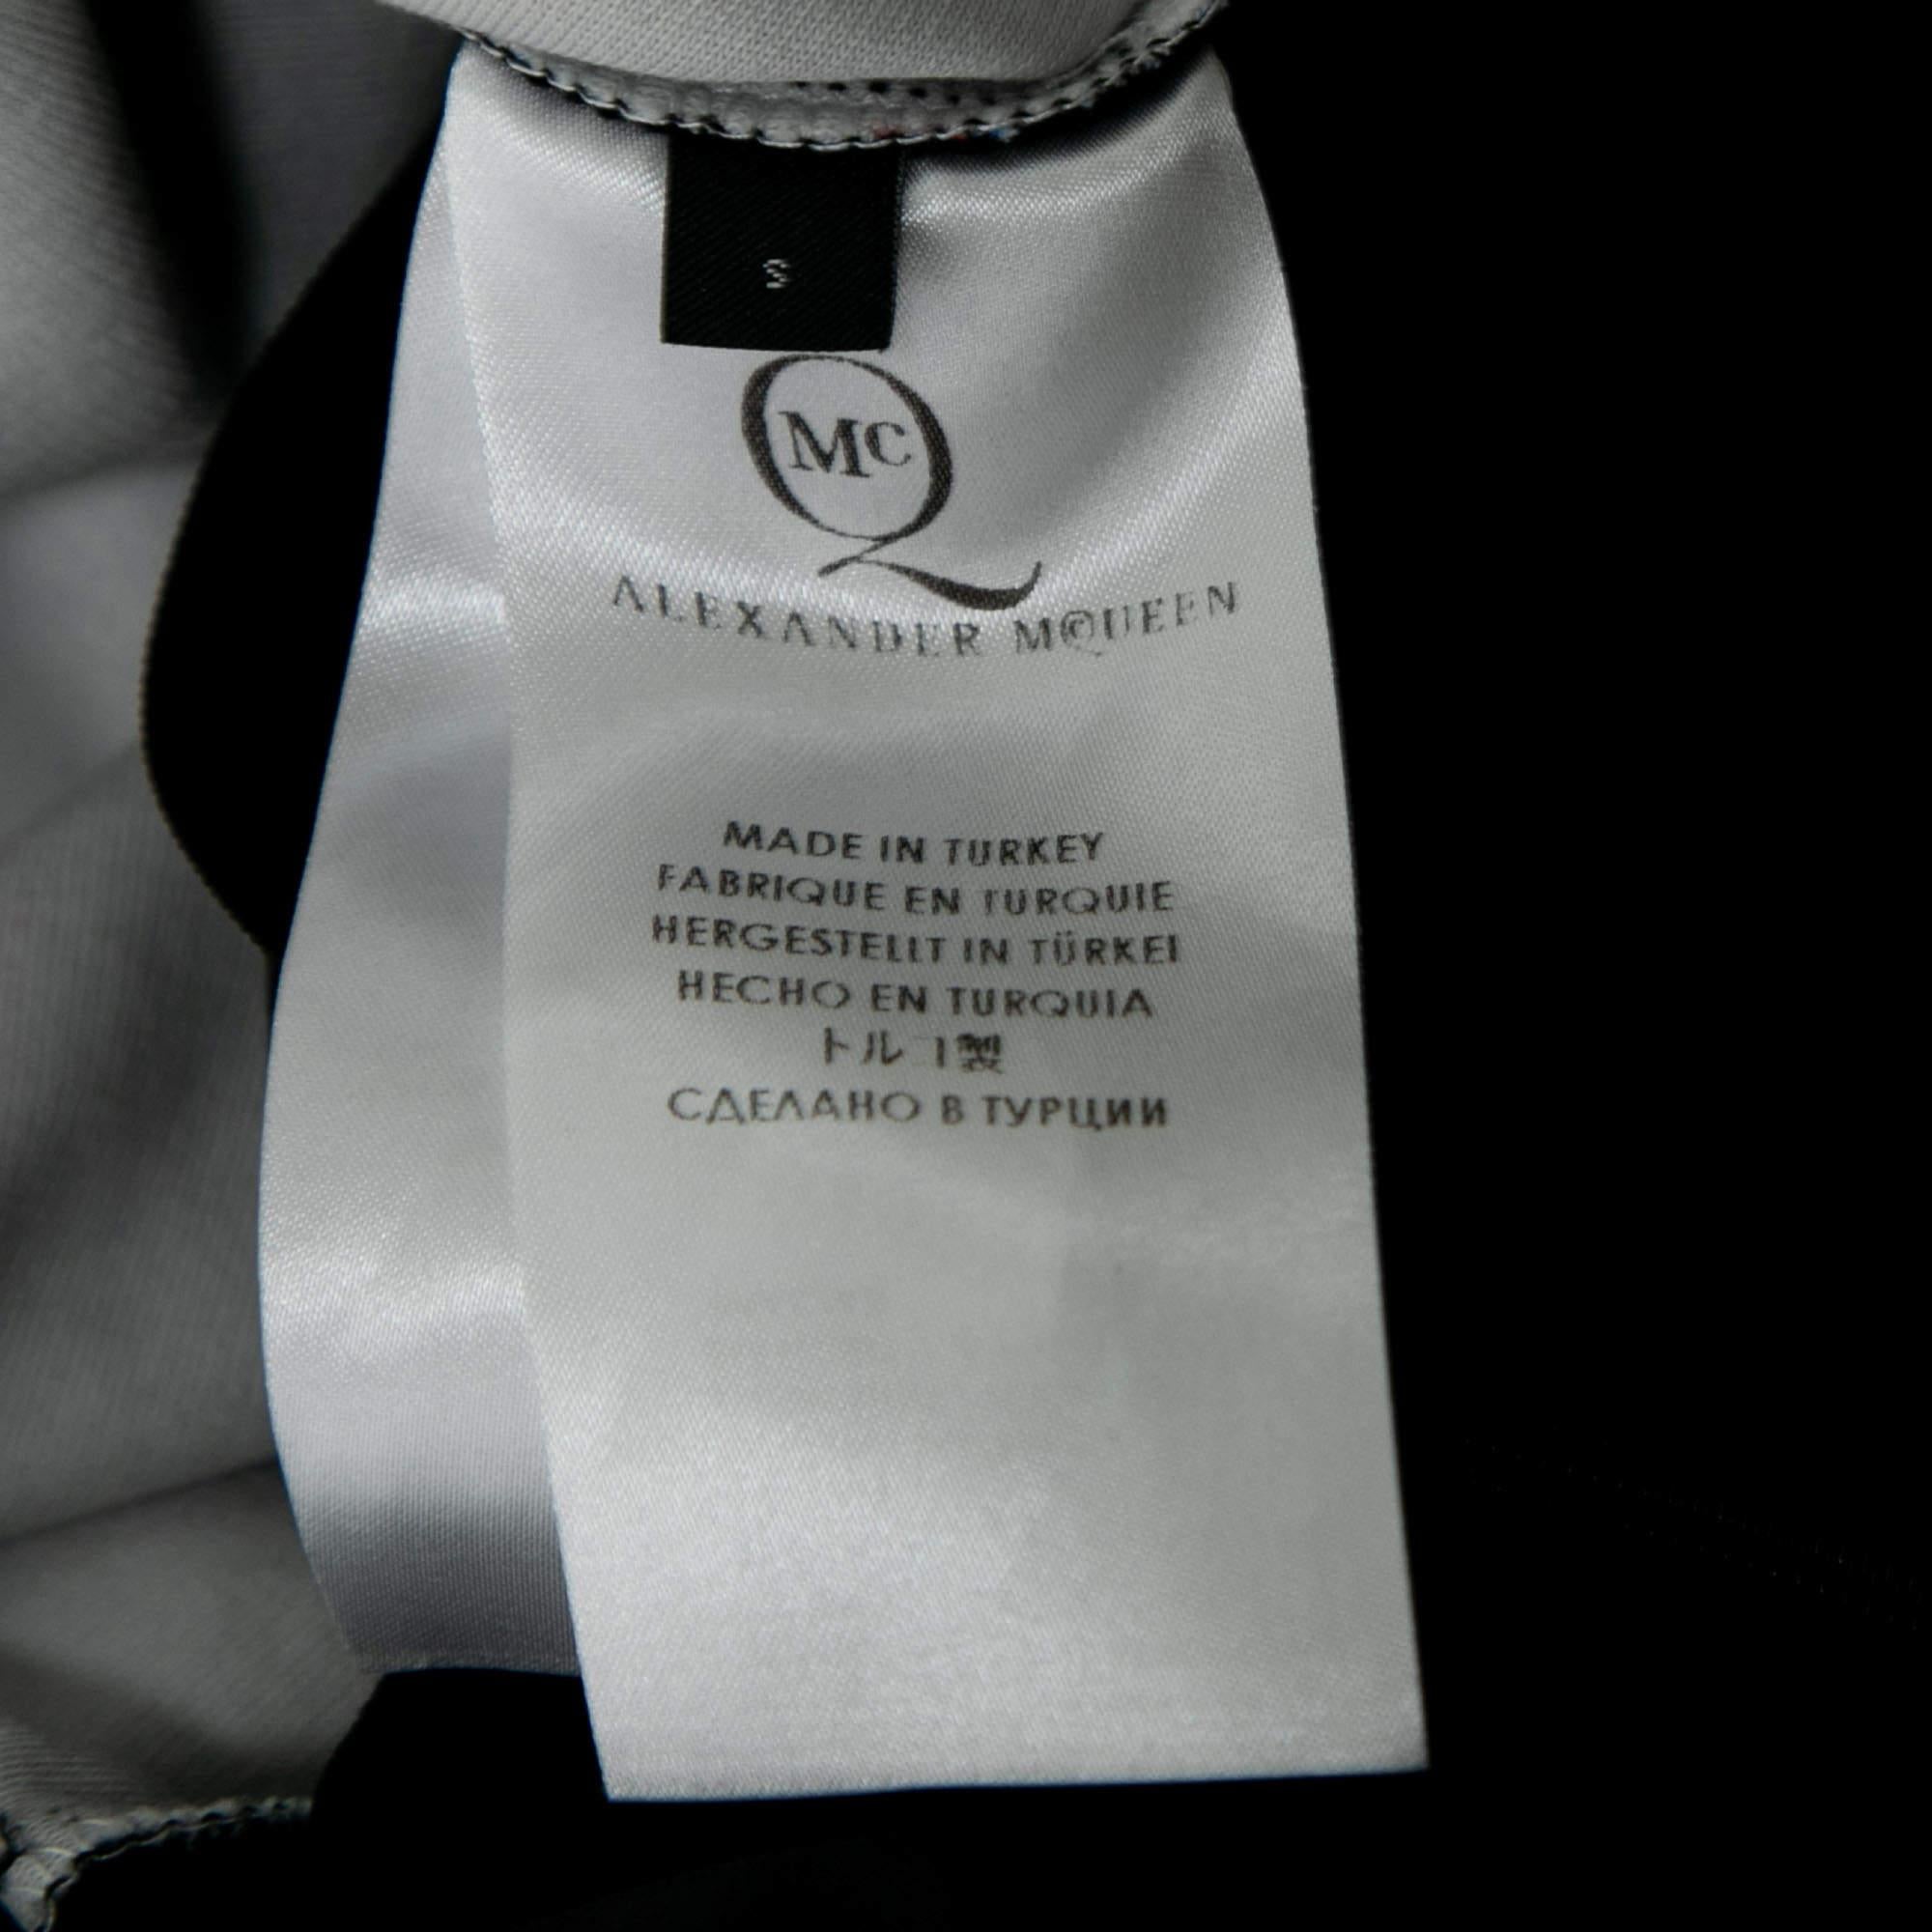 S
McQ
ALEXANDER MCQUEEN
MADE IN TURKEY
FABRIQUE EN TURQUIE
HERGESTELLT IN TÜRKEI
HECHO EN TURQUIA
トルコ製
СДЕЛАНО В ТУРЦИИ